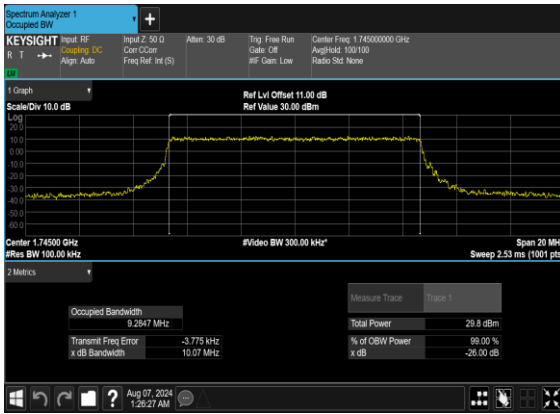 Spectrum Analyzer 1
Occupied BW
+
KEYSIGHT Input: RF Input Z: 50 Ω Atten: 30 dB Trig: Free Run Center Freq: 1.745000000 GHz
R T Coupling: DC Corr CCorr Gate: Off Avg|Hold: 100/100
Align: Auto Freq Ref: Int (S) #IF Gain: Low Radio Std: None
1 Graph Ref Lvl Offset 11.00 dB
Scale/Div 10.0 dB Ref Value 30.00 dBm
Log
20.0
10.0
0.00
-10.0
-20.0
-30.0
-40.0
-50.0
-60.0
Center 1.74500 GHz #Video BW 300.00 kHz* Span 20 MH
#Res BW 100.00 kHz Sweep 2.53 ms (1001 pts
2 Metrics
Measure Trace Trace 1
Occupied Bandwidth
9.2847 MHz Total Power 29.8 dBm
Transmit Freq Error -3.775 kHz % of OBW Power 99.00 %
x dB Bandwidth 10.07 MHz x dB -26.00 dB
? Aug 07, 2024
1:26:27 AM